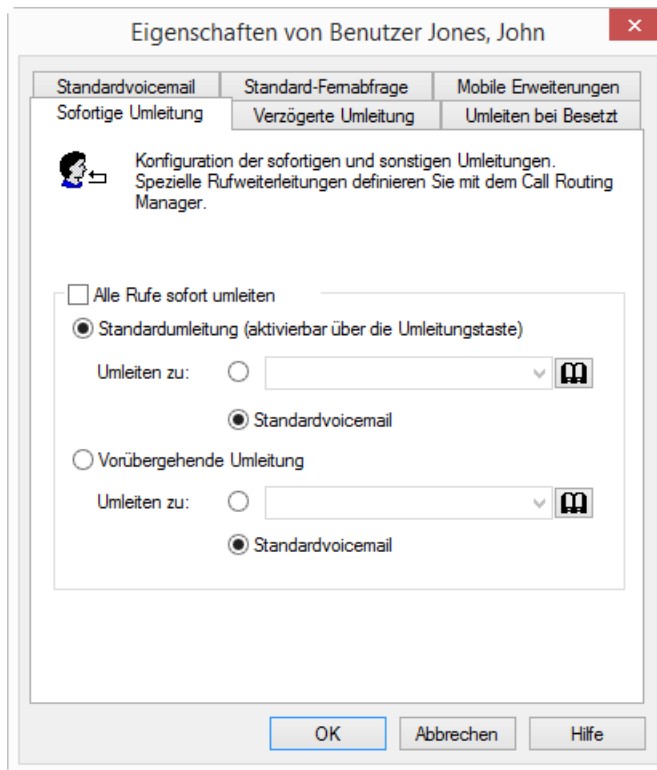 Eigenschaften von Benutzer Jones, John
Standardvoicemail
Standard-Fernabfrage
Mobile Erweiterungen
Sofortige Umleitung
Verzögerte Umleitung
Umleiten bei Besetzt
Konfiguration der sofortigen und sonstigen Umleitungen.
Spezielle Rufweiterleitungen definieren Sie mit dem Call Routing
Manager.
Alle Rufe sofort umleiten
Standardumleitung (aktivierbar über die Umleitungstaste)
Umleiten zu:
Standardvoicemail
Vorübergehende Umleitung
Umleiten zu:
Standardvoicemail
OK
Abbrechen
Hilfe